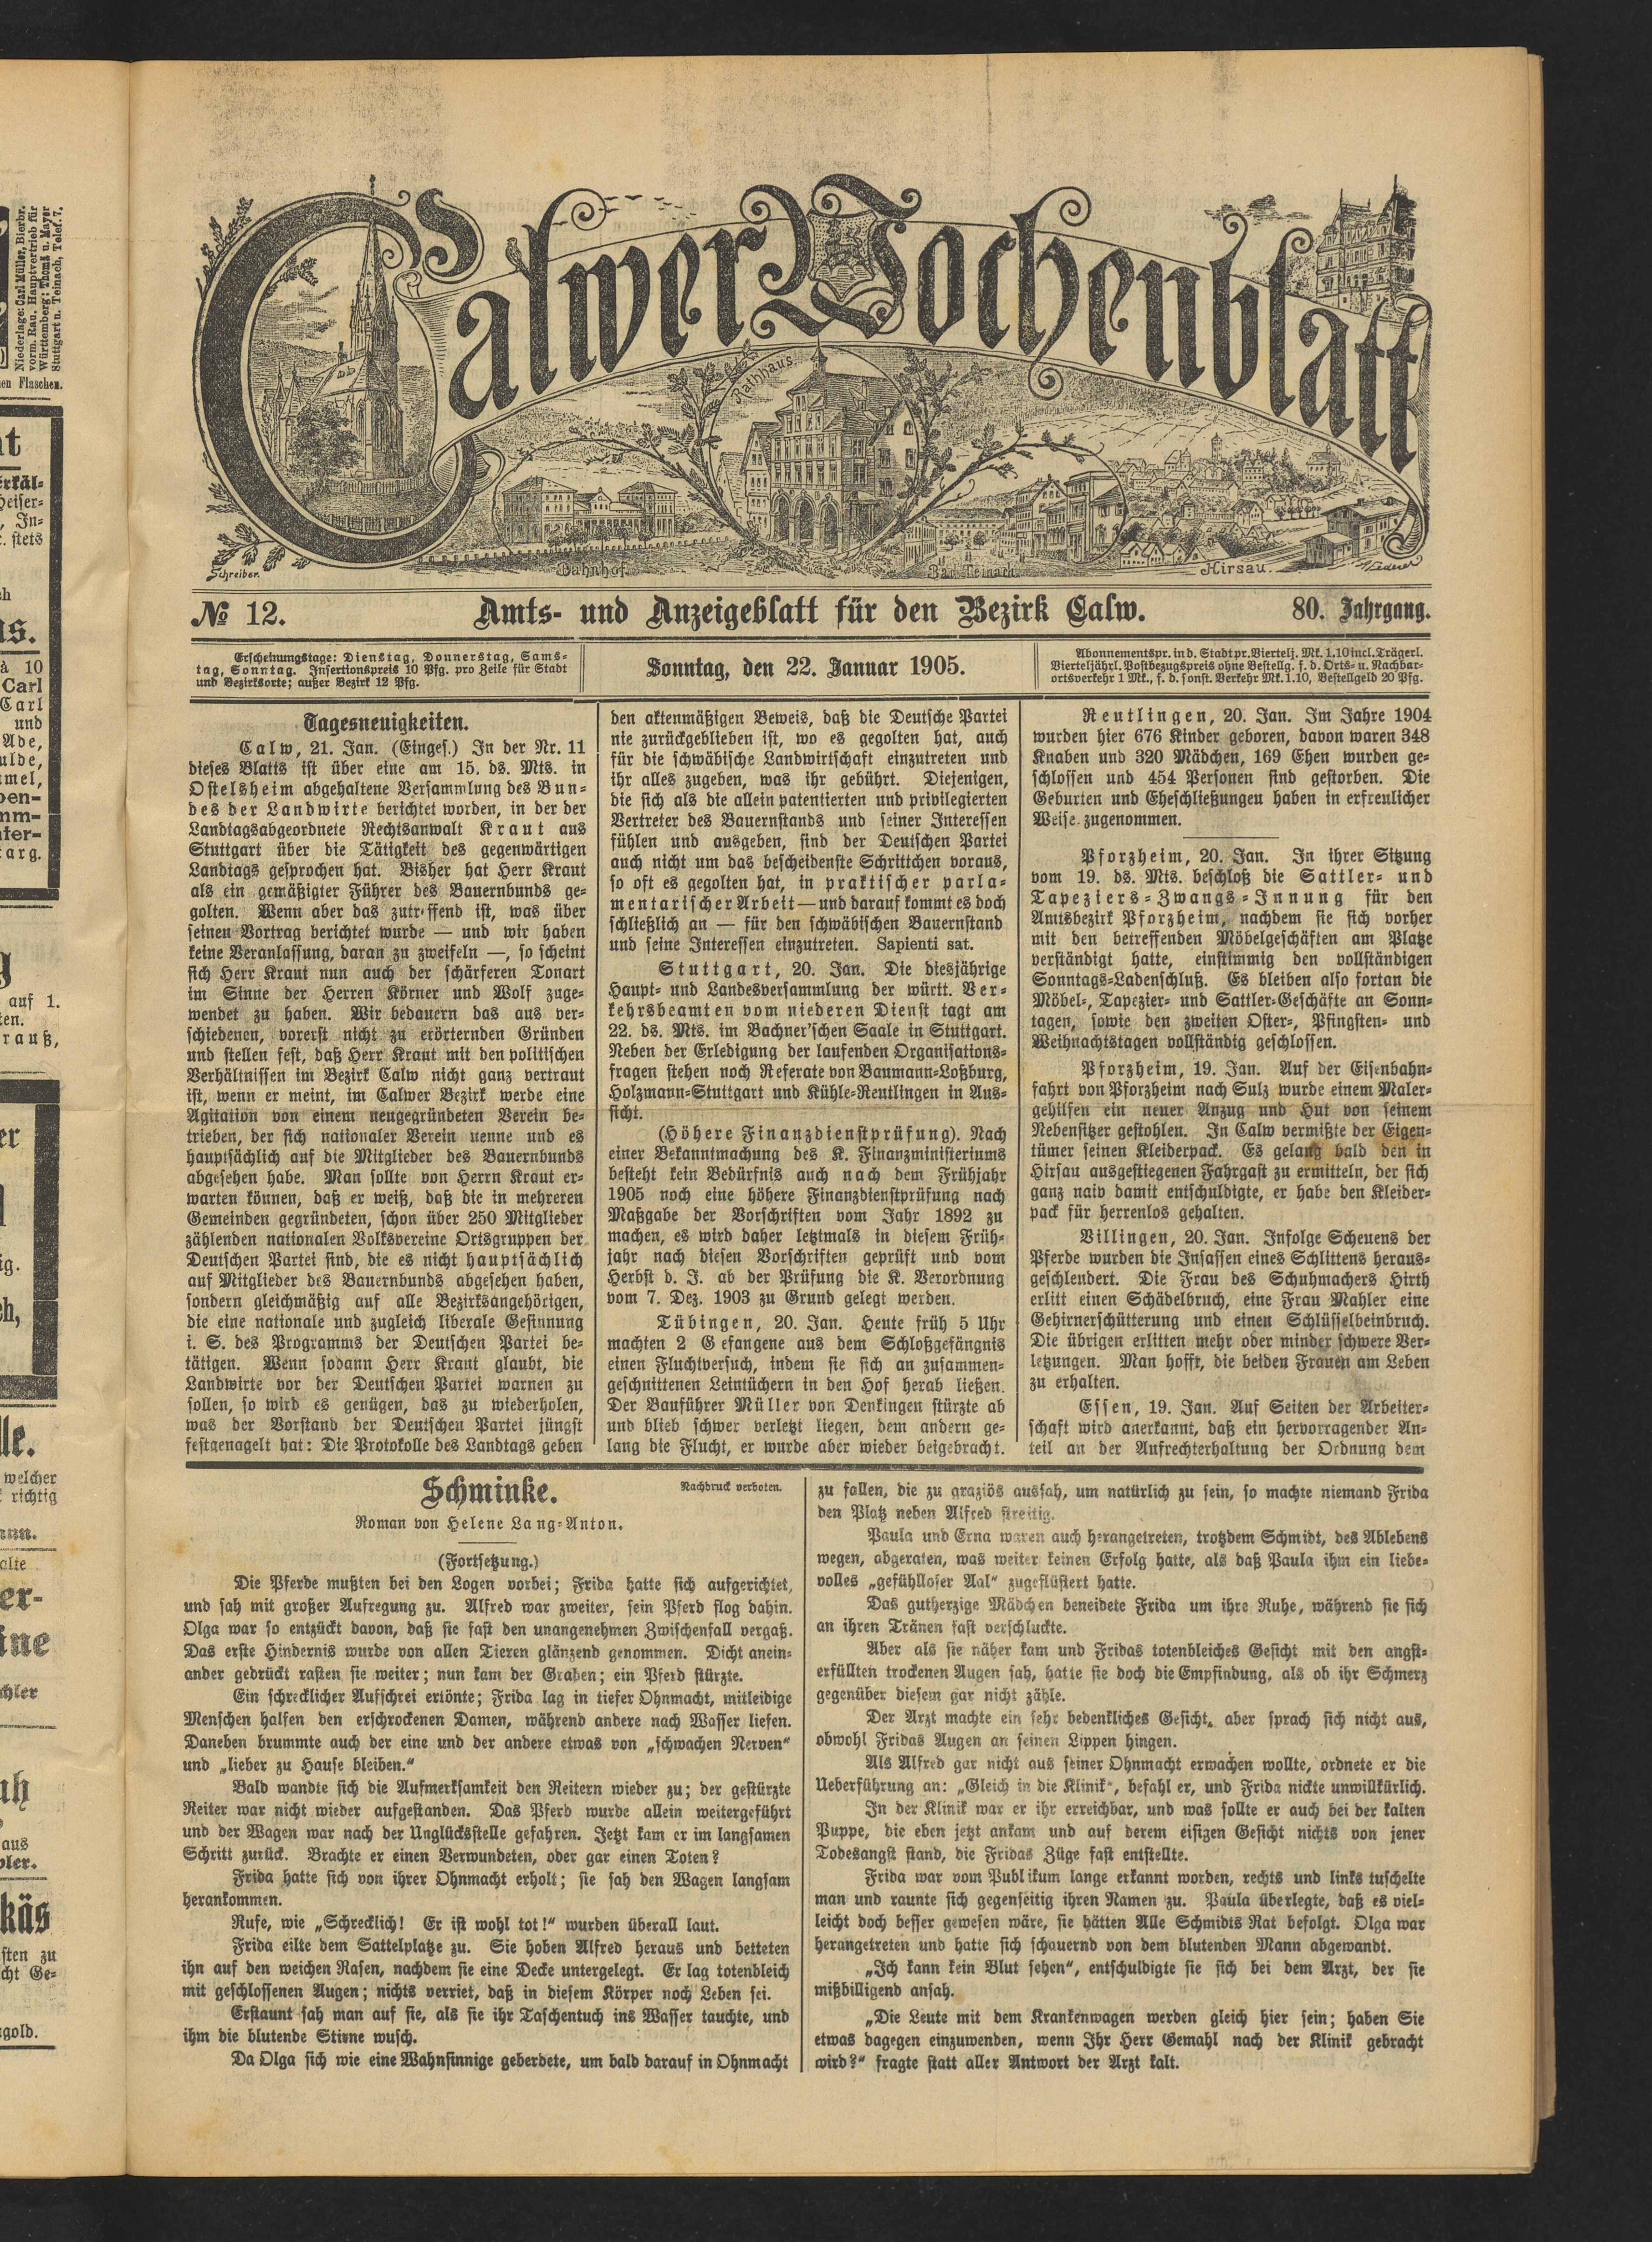 Niederlage: Carl Müller, Bierbr.
vorm. Rau. Hauptvertrieb für
Württemberg: Thomä u. Mayer
Stuttgart u. Teinach, Telef. 7.
en Flaschen.
Calwer Wochenblatt
Rathhaus
Schreiber.
Bahnhof.
Bad Teinach.
Hirsau.
№ 12.
Amts- und Anzeigeblatt für den Bezirk Calw.
80. Jahrgang.
Erscheinungstage: Dienstag, Donnerstag, Sams-
tag, Sonntag. Insertionspreis 10 Pfg. pro Zeile für Stadt
und Bezirksorte; außer Bezirk 12 Pfg.
Sonntag, den 22. Januar 1905.
Abonnementspr. in d. Stadt pr. Viertelj. Mk. 1.10 incl. Trägerl.
Vierteljährl. Postbezugspreis ohne Bestellg. f. d. Orts- u. Nachbar-
ortsverkehr 1 Mk., f. d. sonst. Verkehr Mk. 1.10, Bestellgeld 20 Pfg.
Tagesneuigkeiten.
Calw, 21. Jan. (Einges.) In der Nr. 11
dieses Blatts ist über eine am 15. ds. Mts. in
Ostelsheim abgehaltene Versammlung des Bun-
des der Landwirte berichtet worden, in der der
Landtagsabgeordnete Rechtsanwalt Kraut aus
Stuttgart über die Tätigkeit des gegenwärtigen
Landtags gesprochen hat. Bisher hat Herr Kraut
als ein gemäßigter Führer des Bauernbunds ge-
golten. Wenn aber das zutreffend ist, was über
seinen Vortrag berichtet wurde — und wir haben
keine Veranlassung, daran zu zweifeln —, so scheint
sich Herr Kraut nun auch der schärferen Tonart
im Sinne der Herren Körner und Wolf zuge-
wendet zu haben. Wir bedauern das aus ver-
schiedenen, vorerst nicht zu erörternden Gründen
und stellen fest, daß Herr Kraut mit den politischen
Verhältnissen im Bezirk Calw nicht ganz vertraut
ist, wenn er meint, im Calwer Bezirk werde eine
Agitation von einem neugegründeten Verein be-
trieben, der sich nationaler Verein nenne und es
hauptsächlich auf die Mitglieder des Bauernbunds
abgesehen habe. Man sollte von Herrn Kraut er-
warten können, daß er weiß, daß die in mehreren
Gemeinden gegründeten, schon über 250 Mitglieder
zählenden nationalen Volksvereine Ortsgruppen der
Deutschen Partei sind, die es nicht hauptsächlich
auf Mitglieder des Bauernbunds abgesehen haben,
sondern gleichmäßig auf alle Bezirksangehörigen,
die eine nationale und zugleich liberale Gesinnung
i. S. des Programms der Deutschen Partei be-
tätigen. Wenn sodann Herr Kraut glaubt, die
Landwirte vor der Deutschen Partei warnen zu
sollen, so wird es genügen, das zu wiederholen,
was der Vorstand der Deutschen Partei jüngst
festgenagelt hat: Die Protokolle des Landtags geben
den aktenmäßigen Beweis, daß die Deutsche Partei
nie zurückgeblieben ist, wo es gegolten hat, auch
für die schwäbische Landwirtschaft einzutreten und
ihr alles zugeben, was ihr gebührt. Diejenigen,
die sich als die allein patentierten und privilegierten
Vertreter des Bauernstands und seiner Interessen
fühlen und ausgeben, sind der Deutschen Partei
auch nicht um das bescheidenste Schrittchen voraus,
so oft es gegolten hat, in praktischer parla-
mentarischer Arbeit — und darauf kommt es doch
schließlich an — für den schwäbischen Bauernstand
und seine Interessen einzutreten. Sapienti sat.
Stuttgart, 20. Jan. Die diesjährige
Haupt- und Landesversammlung der württ. Ver-
kehrsbeamten vom niederen Dienst tagt am
22. ds. Mts. im Bachner'schen Saale in Stuttgart.
Neben der Erledigung der laufenden Organisations-
fragen stehen noch Referate von Baumann-Loßburg,
Holzmann-Stuttgart und Kühle-Reutlingen in Aus-
sicht.
(Höhere Finanzdienstprüfung). Nach
einer Bekanntmachung des K. Finanzministeriums
besteht kein Bedürfnis auch nach dem Frühjahr
1905 noch eine höhere Finanzdienstprüfung nach
Maßgabe der Vorschriften vom Jahr 1892 zu
machen, es wird daher letztmals in diesem Früh-
jahr nach diesen Vorschriften geprüft und vom
Herbst d. J. ab der Prüfung die K. Verordnung
vom 7. Dez. 1903 zu Grund gelegt werden.
Tübingen, 20. Jan. Heute früh 5 Uhr
machten 2 Gefangene aus dem Schloßgefängnis
einen Fluchtversuch, indem sie sich an zusammen-
geschnittenen Leintüchern in den Hof herab ließen.
Der Bauführer Müller von Denkingen stürzte ab
und blieb schwer verletzt liegen, dem andern ge-
lang die Flucht, er wurde aber wieder beigebracht.
Reutlingen, 20. Jan. Im Jahre 1904
wurden hier 676 Kinder geboren, davon waren 348
Knaben und 320 Mädchen, 169 Ehen wurden ge-
schlossen und 454 Personen sind gestorben. Die
Geburten und Eheschließungen haben in erfreulicher
Weise zugenommen.
Pforzheim, 20. Jan. In ihrer Sitzung
vom 19. ds. Mts. beschloß die Sattler- und
Tapeziers-Zwangs-Innung für den
Amtsbezirk Pforzheim, nachdem sie sich vorher
mit den betreffenden Möbelgeschäften am Platze
verständigt hatte, einstimmig den vollständigen
Sonntags-Ladenschluß. Es bleiben also fortan die
Möbel-, Tapezier- und Sattler-Geschäfte an Sonn-
tagen, sowie den zweiten Oster-, Pfingsten- und
Weihnachtstagen vollständig geschlossen.
Pforzheim, 19. Jan. Auf der Eisenbahn-
fahrt von Pforzheim nach Sulz wurde einem Maler-
gehilfen ein neuer Anzug und Hut von seinem
Nebensitzer gestohlen. In Calw vermißte der Eigen-
tümer seinen Kleiderpack. Es gelang bald den in
Hirsau ausgestiegenen Fahrgast zu ermitteln, der sich
ganz naiv damit entschuldigte, er habe den Kleider-
pack für herrenlos gehalten.
Villingen, 20. Jan. Infolge Scheuens der
Pferde wurden die Insassen eines Schlittens heraus-
geschleudert. Die Frau des Schuhmachers Hirth
erlitt einen Schädelbruch, eine Frau Mahler eine
Gehirnerschütterung und einen Schlüsselbeinbruch.
Die übrigen erlitten mehr oder minder schwere Ver-
letzungen. Man hofft, die beiden Frauen am Leben
zu erhalten.
Essen, 19. Jan. Auf Seiten der Arbeiter-
schaft wird anerkannt, daß ein hervorragender An-
teil an der Aufrechterhaltung der Ordnung dem
Schminke.
Nachdruck verboten.
Roman von Helene Lang-Anton.
(Fortsetzung.)
Die Pferde mußten bei den Logen vorbei; Frida hatte sich aufgerichtet,
und sah mit großer Aufregung zu. Alfred war zweiter, sein Pferd flog dahin.
Olga war so entzückt davon, daß sie fast den unangenehmen Zwischenfall vergaß.
Das erste Hindernis wurde von allen Tieren glänzend genommen. Dicht anein-
ander gedrückt rasten sie weiter; nun kam der Graben; ein Pferd stürzte.
Ein schrecklicher Aufschrei ertönte; Frida lag in tiefer Ohnmacht, mitleidige
Menschen halfen den erschrockenen Damen, während andere nach Wasser liefen.
Daneben brummte auch der eine und der andere etwas von „schwachen Nerven“
und „lieber zu Hause bleiben.“
Bald wandte sich die Aufmerksamkeit den Reitern wieder zu; der gestürzte
Reiter war nicht wieder aufgestanden. Das Pferd wurde allein weitergeführt
und der Wagen war nach der Unglücksstelle gefahren. Jetzt kam er im langsamen
Schritt zurück. Brachte er einen Verwundeten, oder gar einen Toten?
Frida hatte sich von ihrer Ohnmacht erholt; sie sah den Wagen langsam
herankommen.
Rufe, wie „Schrecklich! Er ist wohl tot!“ wurden überall laut.
Frida eilte dem Sattelplatze zu. Sie hoben Alfred heraus und betteten
ihn auf den weichen Rasen, nachdem sie eine Decke untergelegt. Er lag totenbleich
mit geschlossenen Augen; nichts verriet, daß in diesem Körper noch Leben sei.
Erstaunt sah man auf sie, als sie ihr Taschentuch ins Wasser tauchte, und
ihm die blutende Stirne wusch.
Da Olga sich wie eine Wahnsinnige geberdete, um bald darauf in Ohnmacht
zu fallen, die zu graziös aussah, um natürlich zu sein, so machte niemand Frida
den Platz neben Alfred streitig.
Paula und Erna waren auch herangetreten, trotzdem Schmidt, des Ablebens
wegen, abgeraten, was weiter keinen Erfolg hatte, als daß Paula ihm ein liebe-
volles „gefühlloser Aal“ zugeflüstert hatte.
Das gutherzige Mädchen beneidete Frida um ihre Ruhe, während sie sich
an ihren Tränen fast verschluckte.
Aber als sie näher kam und Fridas totenbleiches Gesicht mit den angst-
erfüllten trockenen Augen sah, hatte sie doch die Empfindung, als ob ihr Schmerz
gegenüber diesem gar nicht zähle.
Der Arzt machte ein sehr bedenkliches Gesicht, aber sprach sich nicht aus,
obwohl Fridas Augen an seinen Lippen hingen.
Als Alfred gar nicht aus seiner Ohnmacht erwachen wollte, ordnete er die
Ueberführung an: „Gleich in die Klinik“, befahl er, und Frida nickte unwillkürlich.
In der Klinik war er ihr erreichbar, und was sollte er auch bei der kalten
Puppe, die eben jetzt ankam und auf derem eisigen Gesicht nichts von jener
Todesangst stand, die Fridas Züge fast entstellte.
Frida war vom Publikum lange erkannt worden, rechts und links tuschelte
man und raunte sich gegenseitig ihren Namen zu. Paula überlegte, daß es viel-
leicht doch besser gewesen wäre, sie hätten Alle Schmidts Rat befolgt. Olga war
herangetreten und hatte sich schauernd von dem blutenden Mann abgewandt.
„Ich kann kein Blut sehen“, entschuldigte sie sich bei dem Arzt, der sie
mißbilligend ansah.
„Die Leute mit dem Krankenwagen werden gleich hier sein; haben Sie
etwas dagegen einzuwenden, wenn Ihr Herr Gemahl nach der Klinik gebracht
wird?“ fragte statt aller Antwort der Arzt kalt.